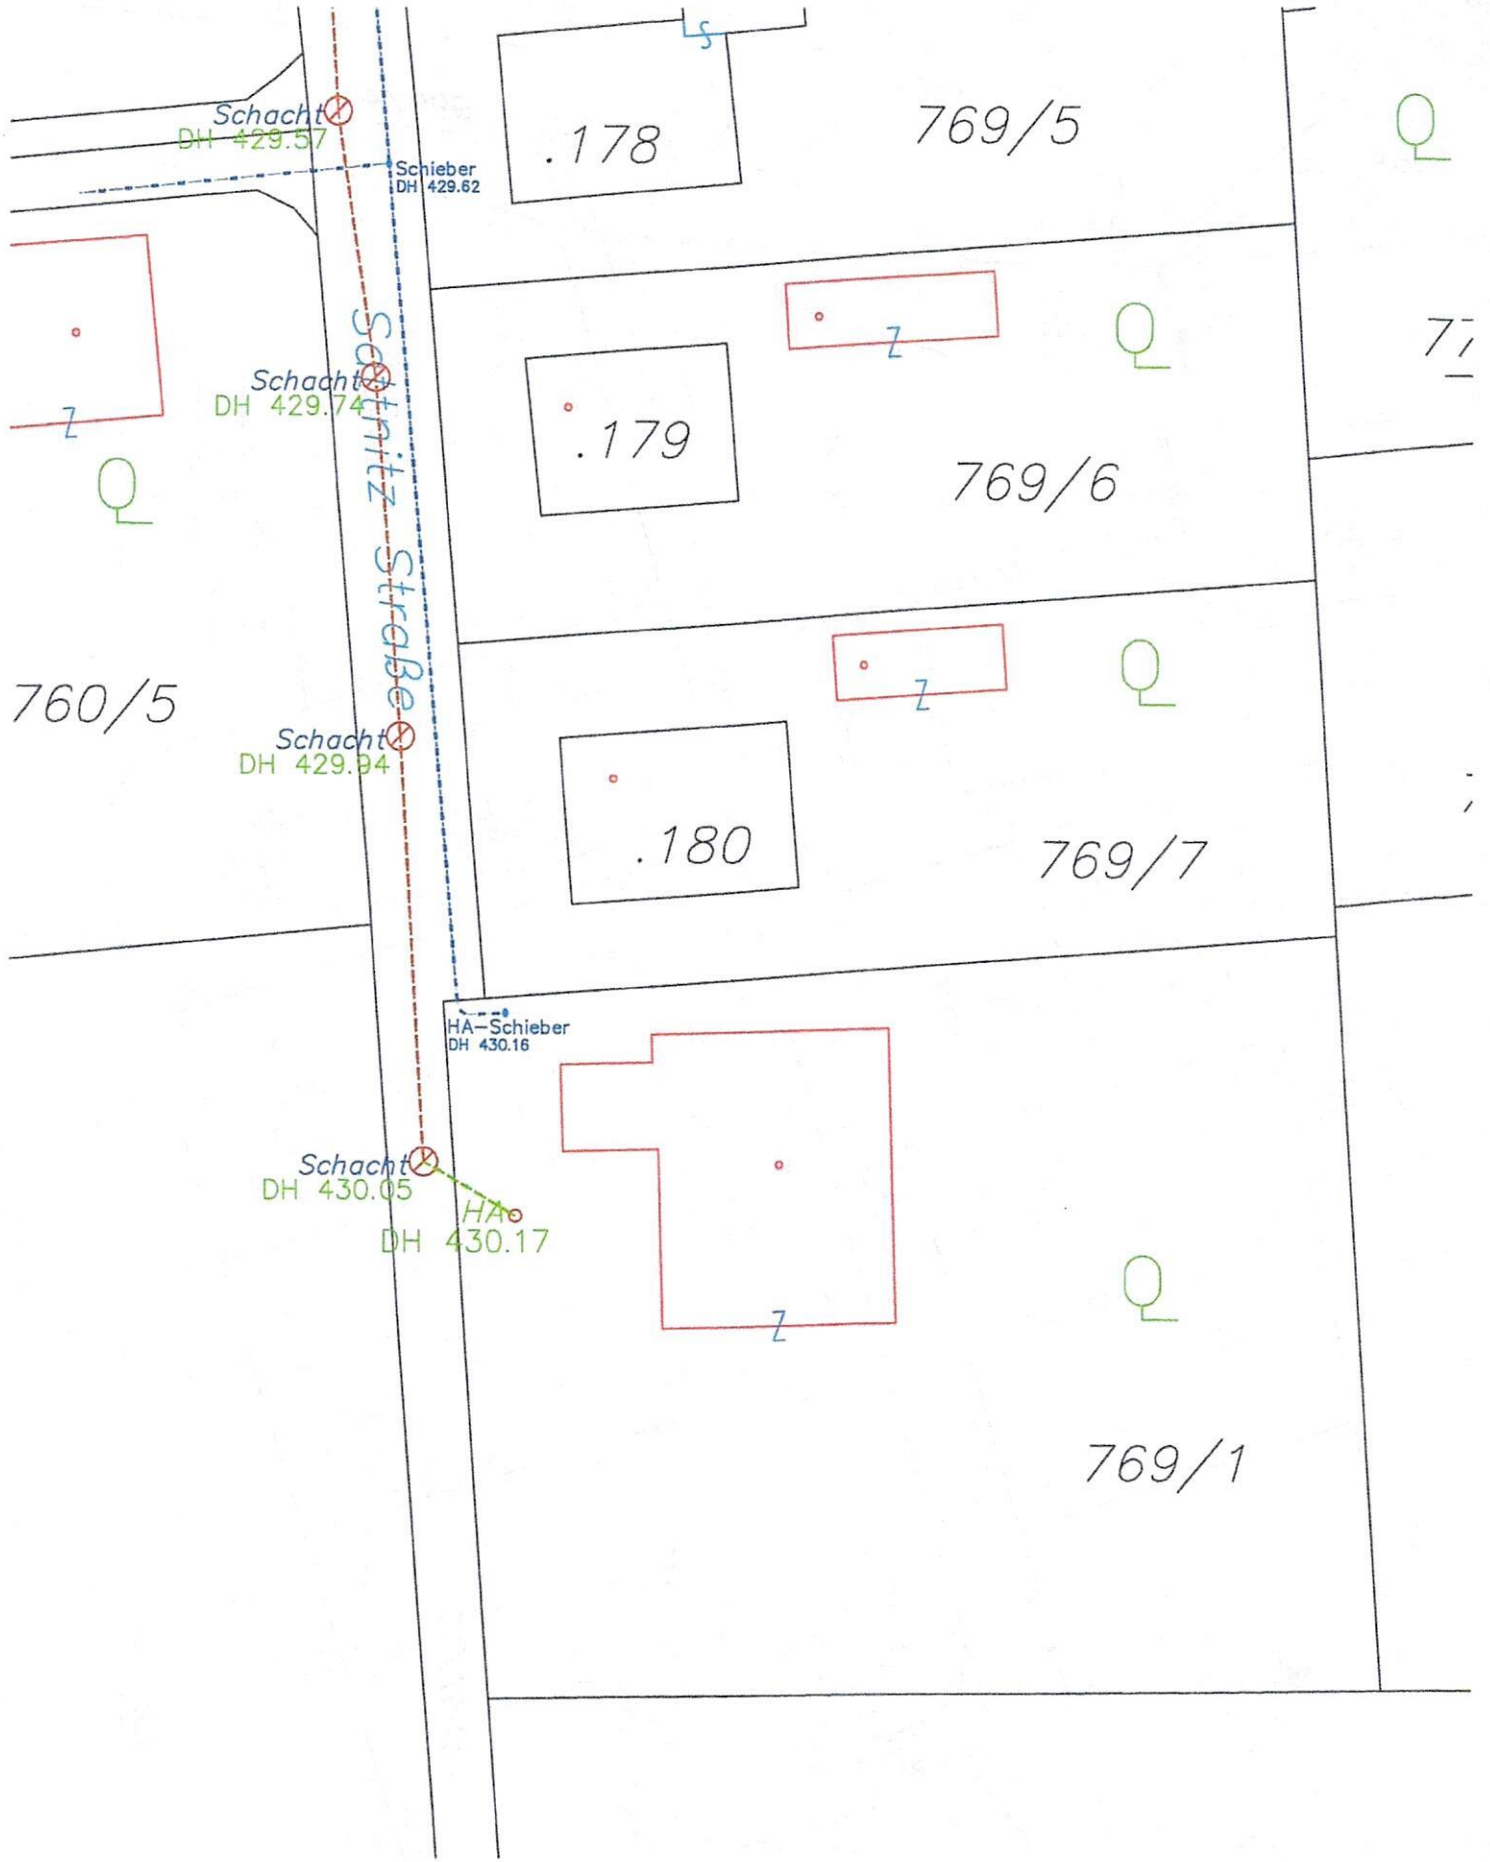 Schacht
DH 429.57
Schieber
DH 429.62
.178
769/5
Z
Schacht
DH 429.74
Sattnitz Straße
.179
769/6
Z
760/5
Schacht
DH 429.94
Z
.180
769/7
HA-Schieber
DH 430.16
Schacht
DH 430.05
HA
DH 430.17
Z
769/1